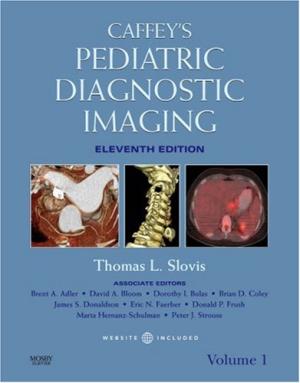 CAFFEY'S
PEDIATRIC
DIAGNOSTIC
IMAGING
ELEVENTH EDITION
Thomas L. Slovis
ASSOCIATE EDITORS
Brent A. Adler • David A. Bloom • Dorothy I. Bulas • Brian D. Coley
James S. Donaldson • Eric N. Faerber • Donald P. Frush
Marta Hernanz-Schulman • Peter J. Strouse
WEBSITE INCLUDED
MOSBY
ELSEVIER
Volume 1